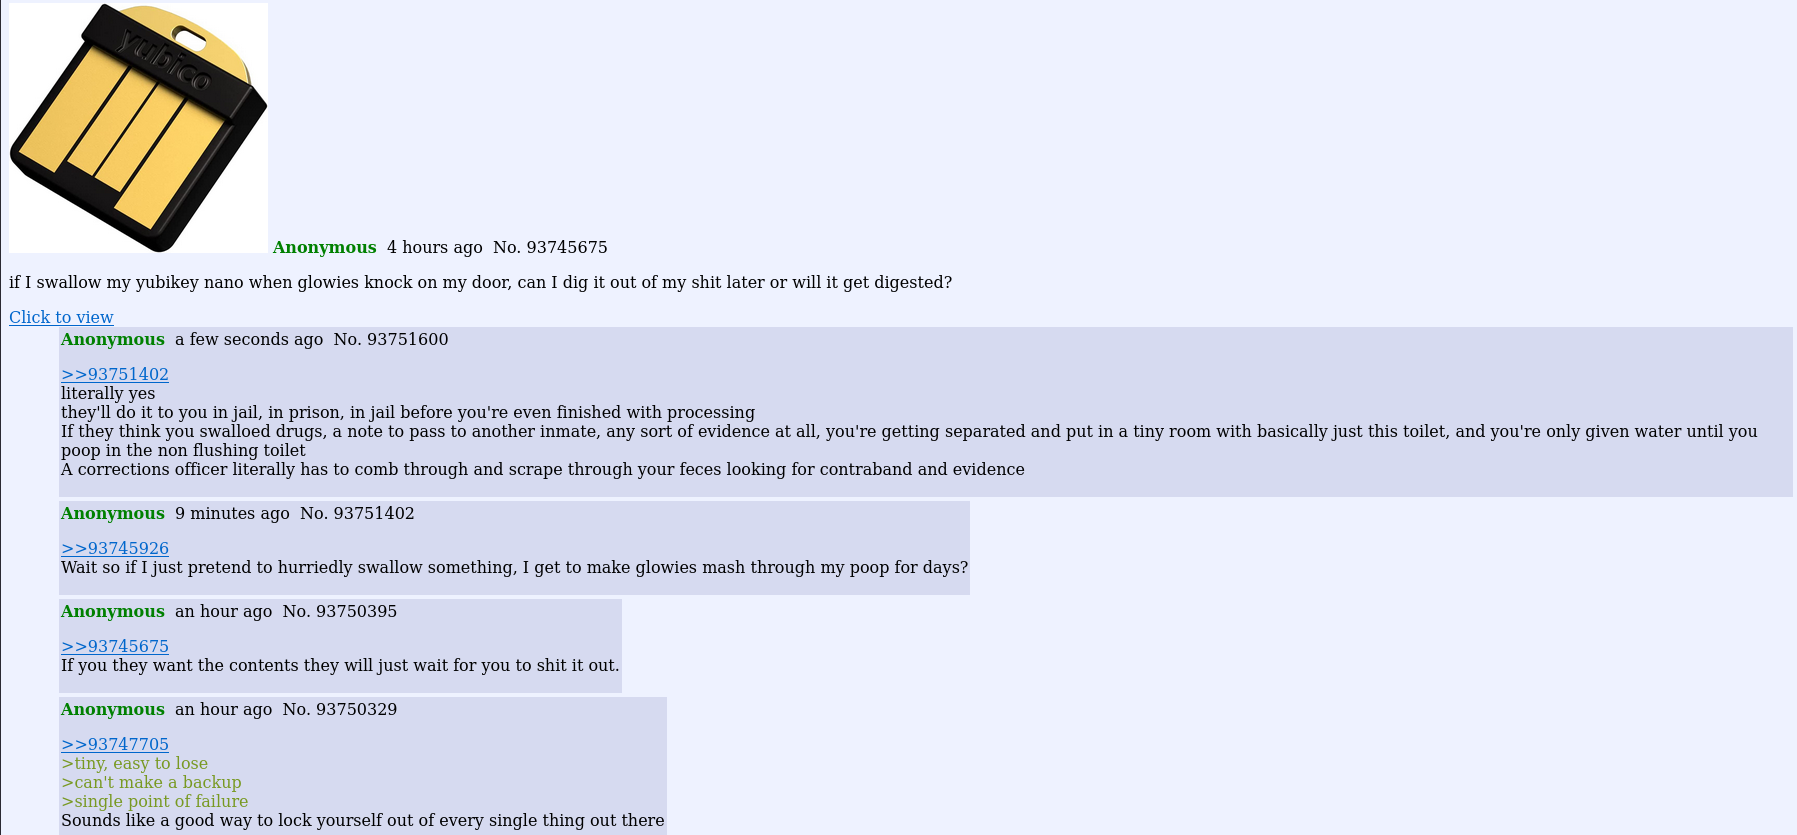 yubico
Anonymous 4 hours ago No. 93745675
if I swallow my yubikey nano when glowies knock on my door, can I dig it out of my shit later or will it get digested?
Click to view
Anonymous a few seconds ago No. 93751600
>>93751402
literally yes
they'll do it to you in jail, in prison, in jail before you're even finished with processing
If they think you swalloed drugs, a note to pass to another inmate, any sort of evidence at all, you're getting separated and put in a tiny room with basically just this toilet, and you're only given water until you
poop in the non flushing toilet
A corrections officer literally has to comb through and scrape through your feces looking for contraband and evidence
Anonymous 9 minutes ago No. 93751402
>>93745926
Wait so if I just pretend to hurriedly swallow something, I get to make glowies mash through my poop for days?
Anonymous an hour ago No. 93750395
>>93745675
If you they want the contents they will just wait for you to shit it out.
Anonymous an hour ago No. 93750329
>>93747705
>tiny, easy to lose
>can't make a backup
>single point of failure
Sounds like a good way to lock yourself out of every single thing out there